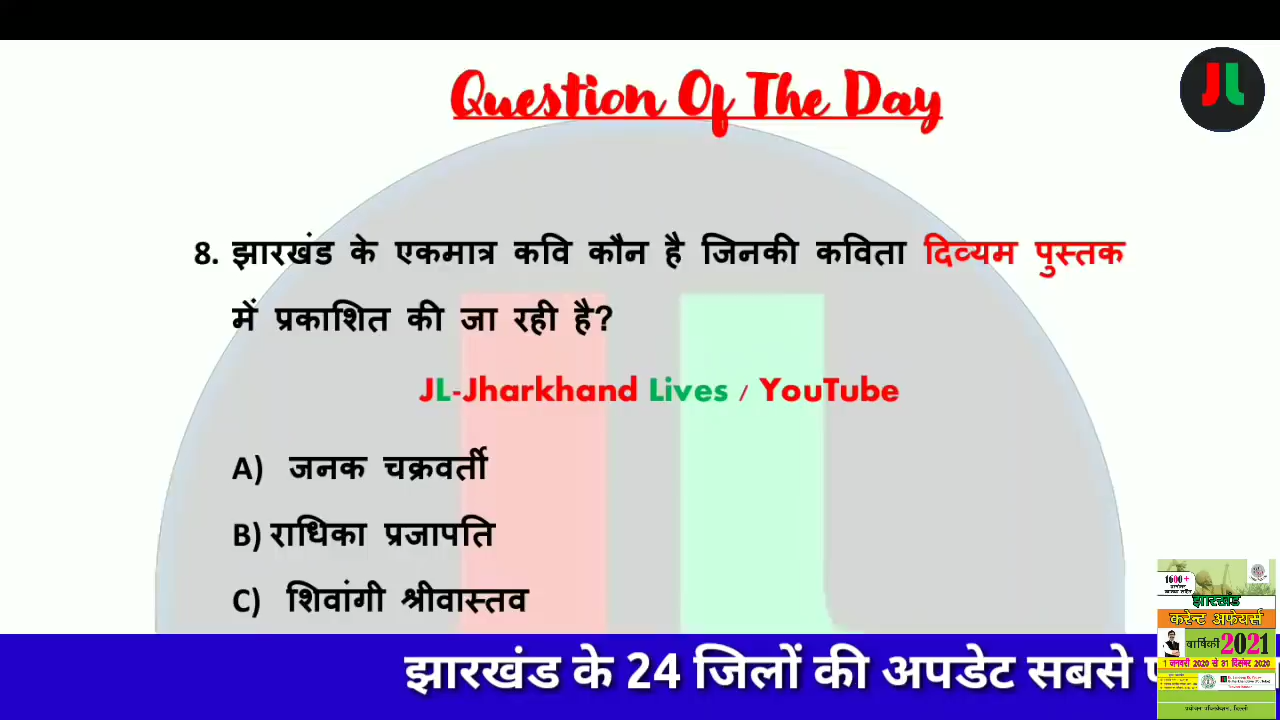 Question Of The Day
JL
8. झारखंड के एकमात्र कवि कौन है जिनकी कविता दिव्यम पुस्तक
में प्रकाशित की जा रही है?
JL-Jharkhand Lives / YouTube
A) जनक चक्रवर्ती
B) राधिका प्रजापति
C) शिवांगी श्रीवास्तव
झारखंड के 24 जिलों की अपडेट सबसे
1600+
झारखंड
करेन्ट अफेयर्स
वार्षिकी 2021
1 जनवरी 2020 से 31 दिसंबर 2020